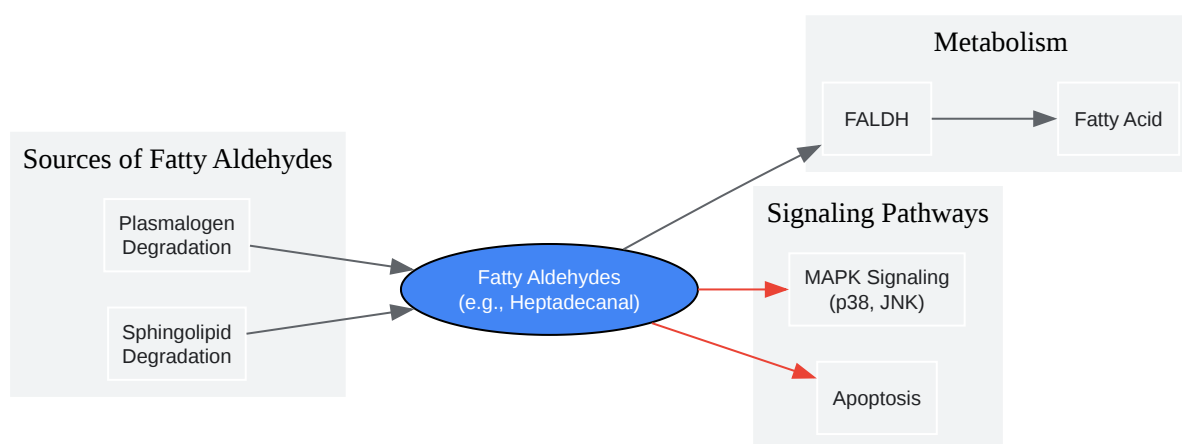 Sources of Fatty Aldehydes
Plasmalogen
Degradation
Sphingolipid
Degradation
Fatty Aldehydes
(e.g., Heptadecanal)
Metabolism
FALDH
Fatty Acid
Signaling Pathways
MAPK Signaling
(p38, JNK)
Apoptosis